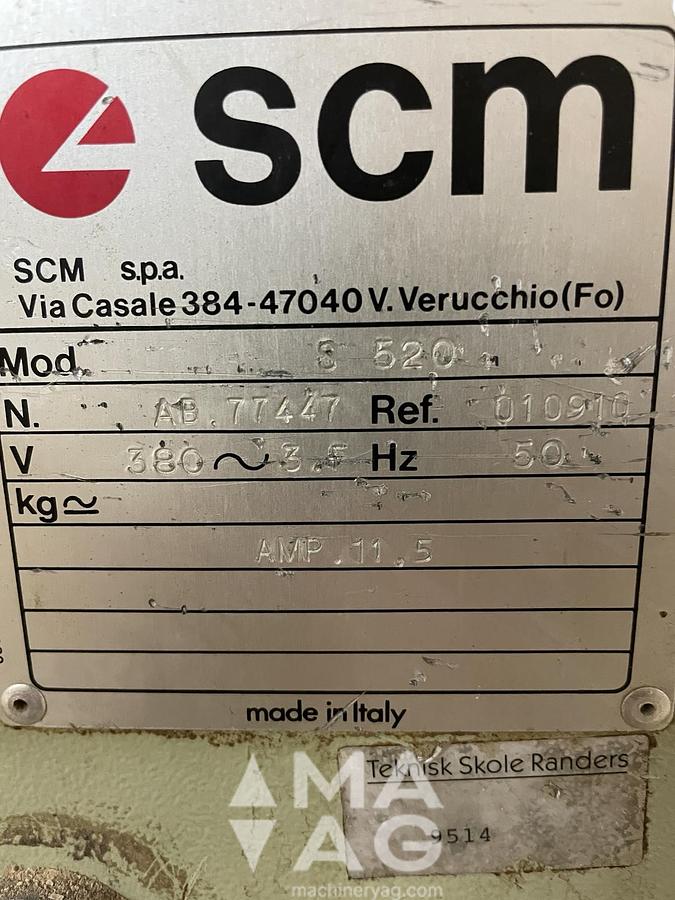 scm
SCM s.p.a.
Via Casale 384-47040 V. Verucchio (Fo)
Mod. S 520
N. AB.77447 Ref. 010910
V 380 ~ 3.F Hz 50
kg≃
AMP.11,5
made in Italy
Teknisk Skole Randers
9514
MA
AG
machineryag.com